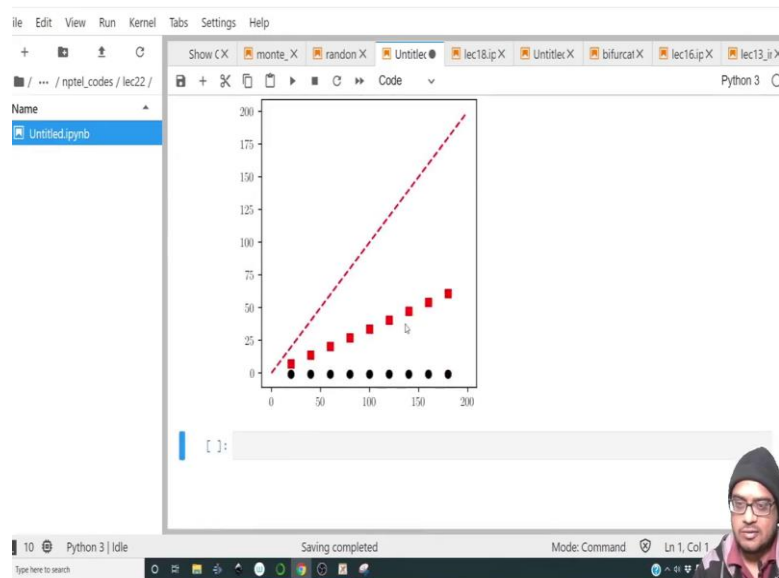 ile Edit View Run Kernel Tabs Settings Help
Show C X monte_ X randon X Untitlec lec18.ip X Untitlec X bifurcat X lec16.ip X lec13_ir X
/ ··· / nptel_codes / lec22 / Code Python 3
Name
Untitled.ipynb
200
175
150
125
100
75
50
25
0
0 50 100 150 200
[ ]:
10 Python 3 | Idle Saving completed Mode: Command Ln 1, Col 1
Type here to search